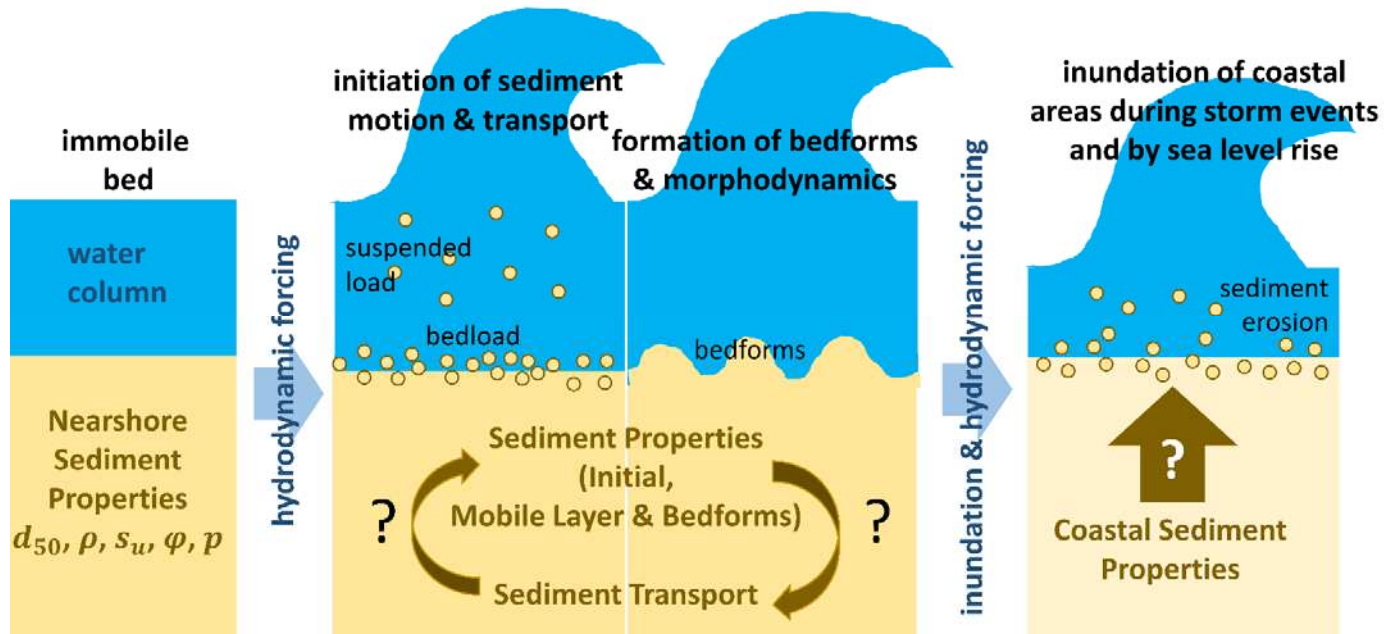 immobile
bed
water
column
Nearshore
Sediment
Properties
d₅₀, ρ, sᵤ, φ, p
hydrodynamic forcing
initiation of sediment
motion & transport
suspended
load
bedload
formation of bedforms
& morphodynamics
bedforms
Sediment Properties
(Initial,
Mobile Layer & Bedforms)
?
?
Sediment Transport
inundation & hydrodynamic forcing
inundation of coastal
areas during storm events
and by sea level rise
sediment
erosion
?
Coastal Sediment
Properties